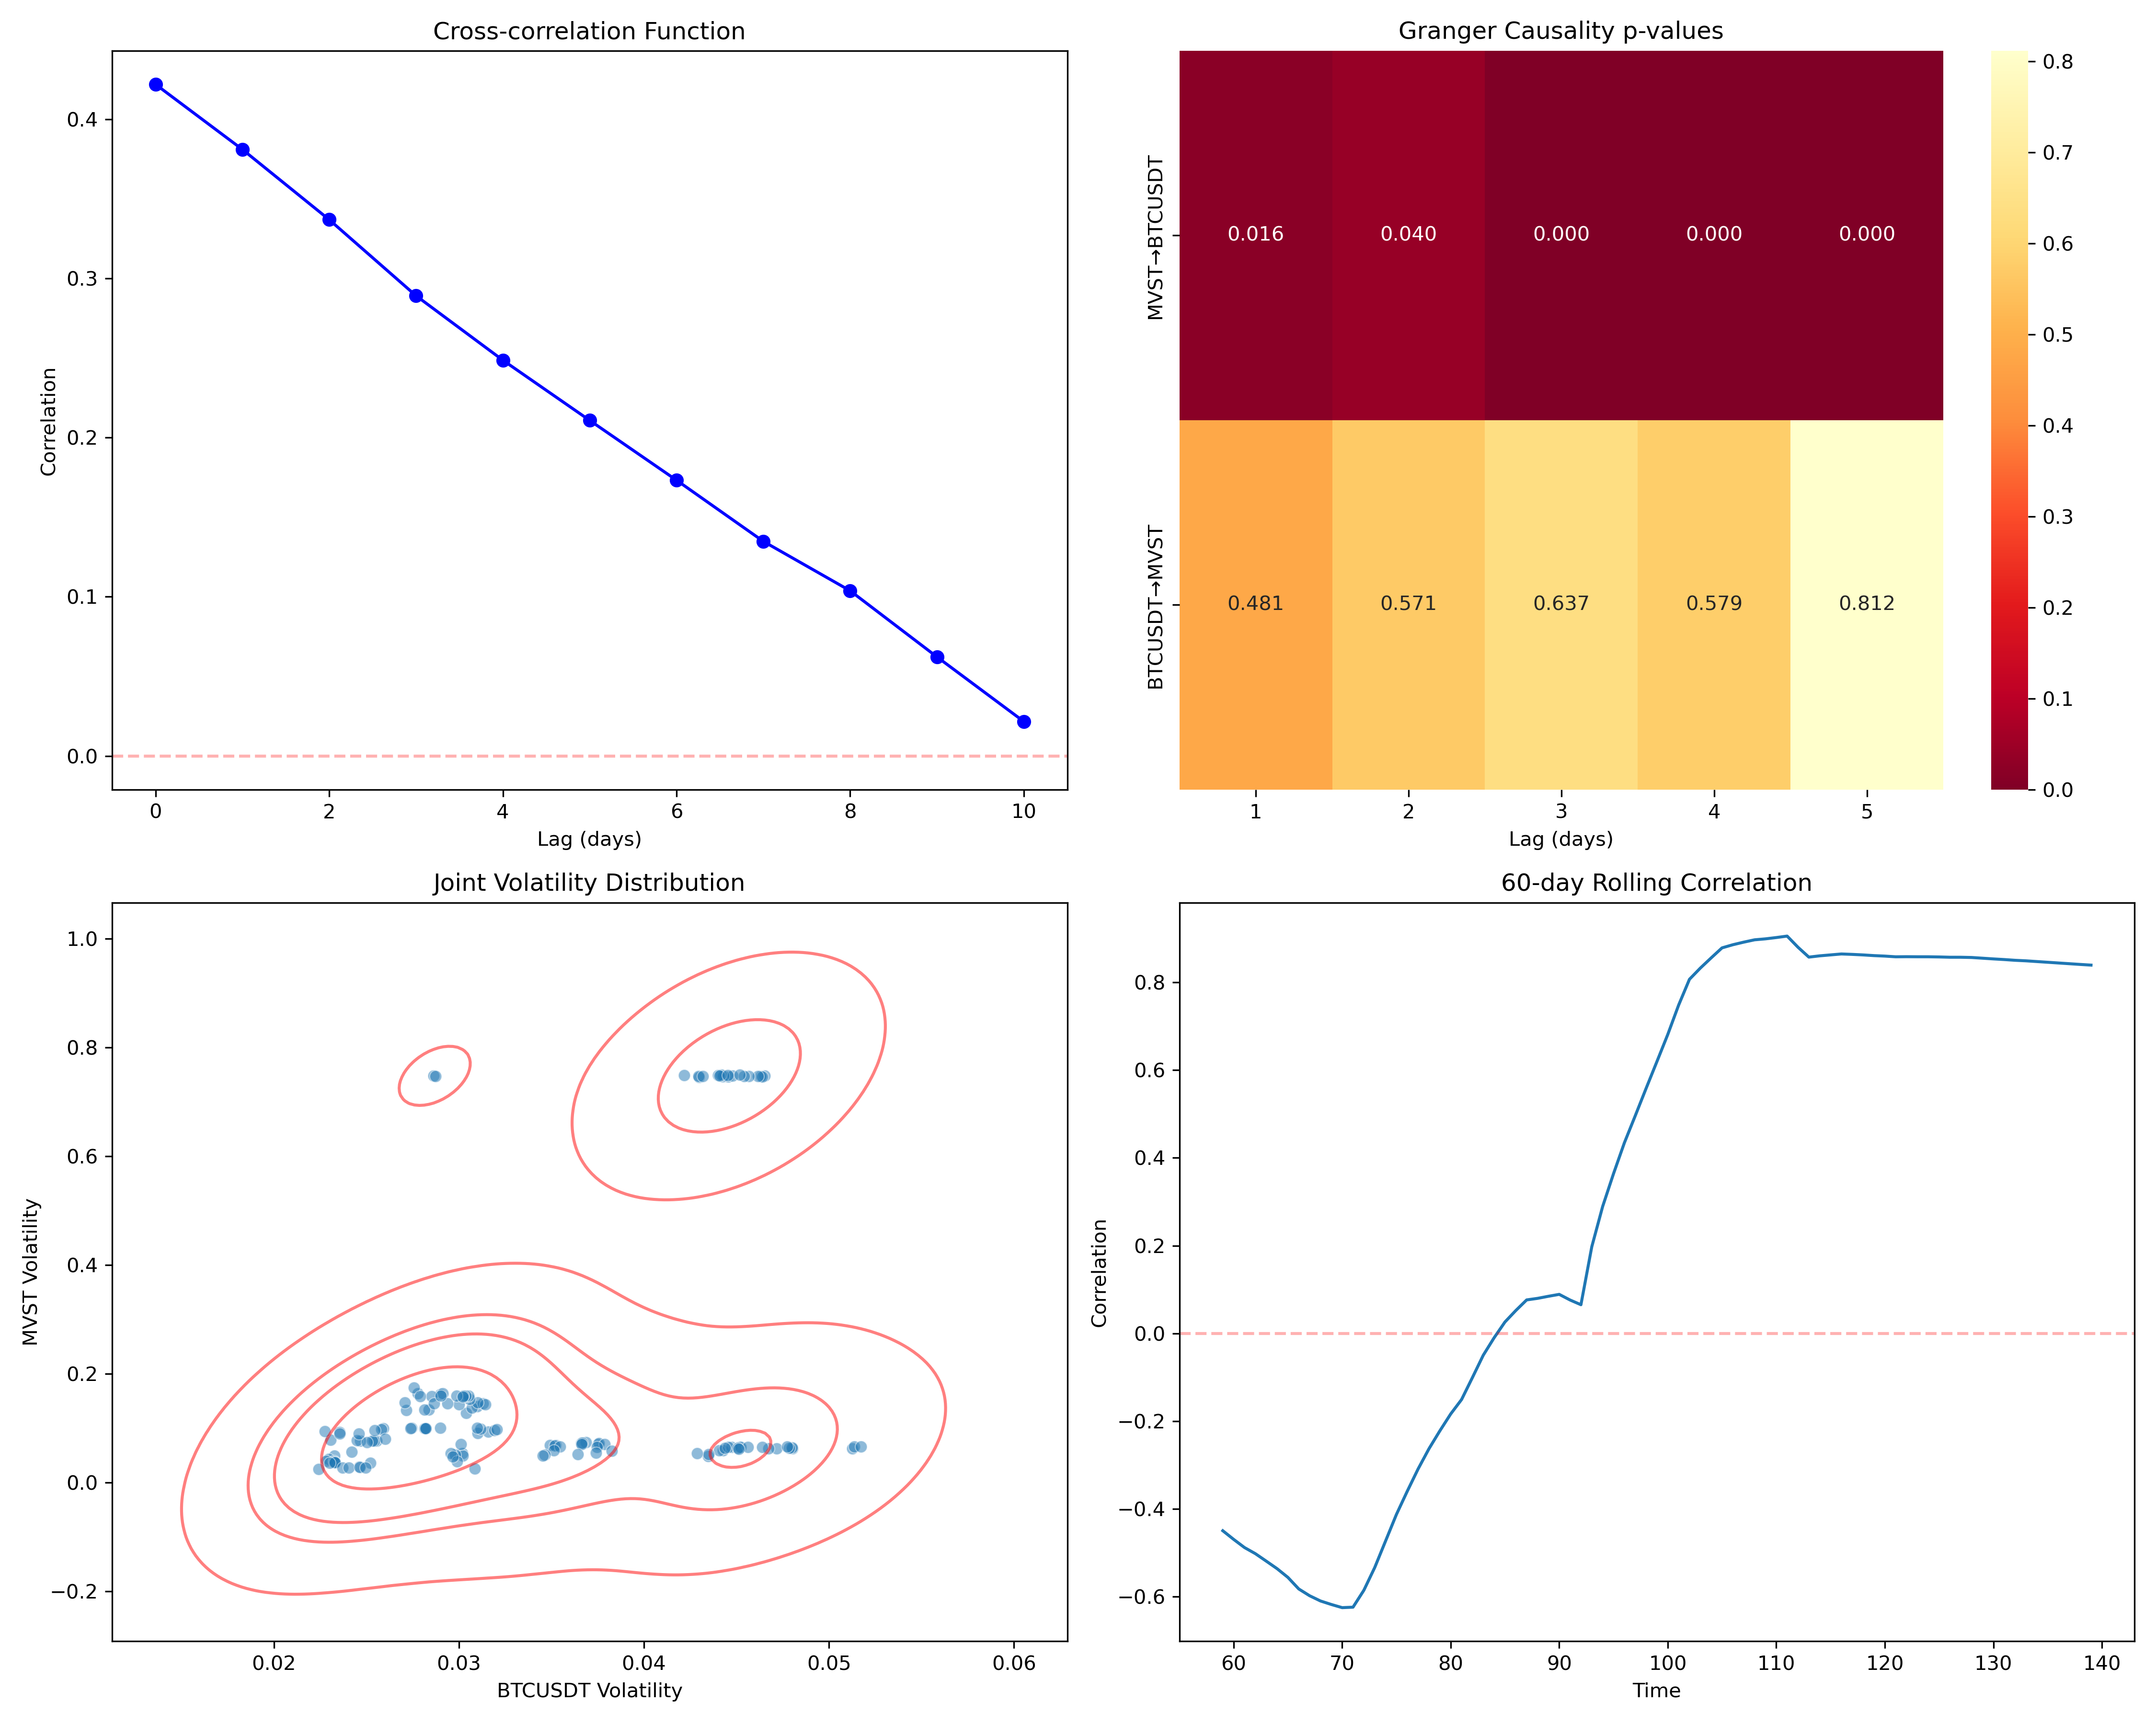 Cross-correlation Function
Correlation
0.4
0.3
0.2
0.1
0.0
0 2 4 6 8 10
Lag (days)
Granger Causality p-values
MVST→BTCUSDT
BTCUSDT→MVST
0.016 0.040 0.000 0.000 0.000
0.481 0.571 0.637 0.579 0.812
1 2 3 4 5
Lag (days)
0.8
0.7
0.6
0.5
0.4
0.3
0.2
0.1
0.0
Joint Volatility Distribution
MVST Volatility
1.0
0.8
0.6
0.4
0.2
0.0
−0.2
0.02 0.03 0.04 0.05 0.06
BTCUSDT Volatility
60-day Rolling Correlation
Correlation
0.8
0.6
0.4
0.2
0.0
−0.2
−0.4
−0.6
60 70 80 90 100 110 120 130 140
Time